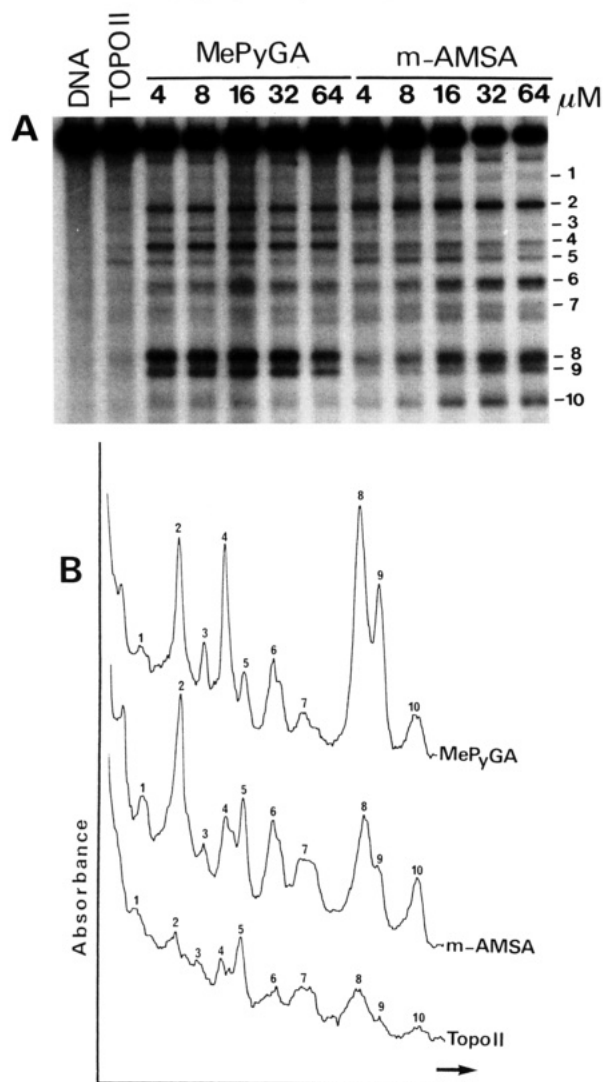 DNA
TOPO II
MePyGA
m-AMSA
4 8 16 32 64 4 8 16 32 64 μM
A
1
2
3
4
5
6
7
8
9
10
B
Absorbance
1 2 3 4 5 6 7 8 9 10
MePyGA
1 2 3 4 5 6 7 8 9 10
m-AMSA
1 2 3 4 5 6 7 8 9 10
Topo II